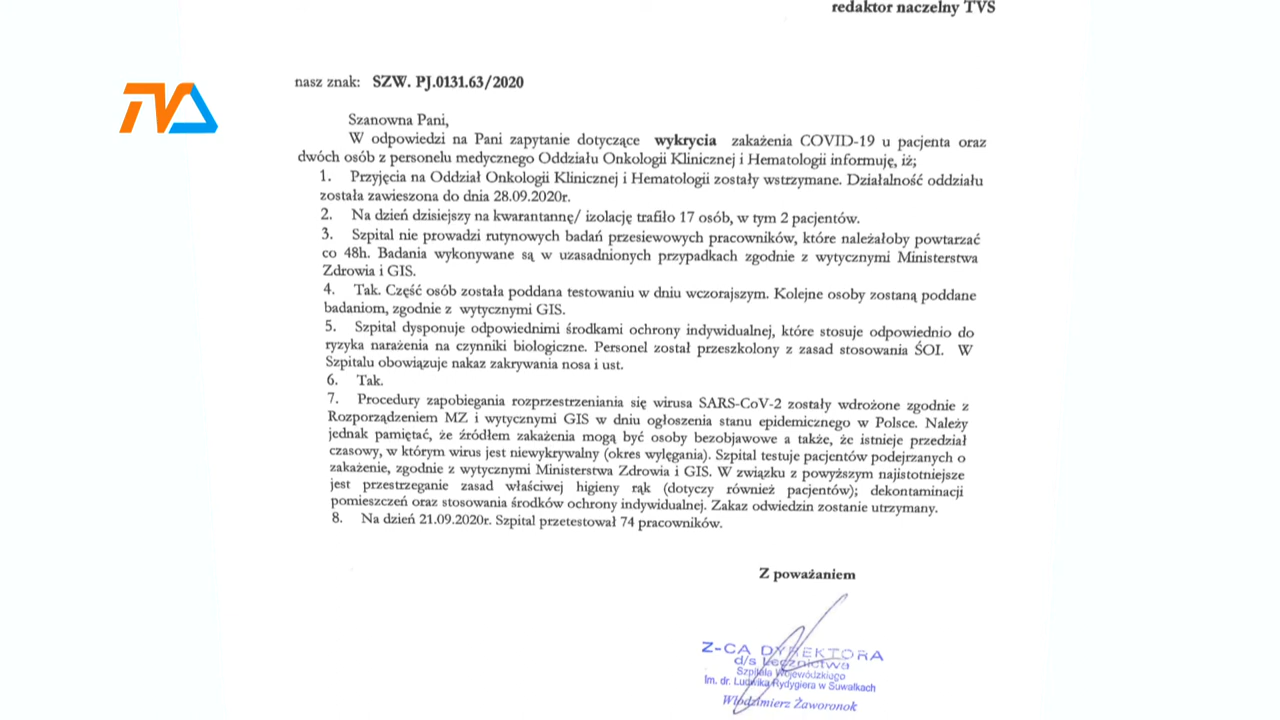 redaktor naczelny TVS
nasz znak: SZW. PJ.0131.63/2020
TVS
Szanowna Pani,
W odpowiedzi na Pani zapytanie dotyczące wykrycia zakażenia COVID-19 u pacjenta oraz
dwóch osób z personelu medycznego Oddziału Onkologii Klinicznej i Hematologii informuję, iż;
1. Przyjęcia na Oddział Onkologii Klinicznej i Hematologii zostały wstrzymane. Działalność oddziału
została zawieszona do dnia 28.09.2020r.
2. Na dzień dzisiejszy na kwarantannę/ izolację trafiło 17 osób, w tym 2 pacjentów.
3. Szpital nie prowadzi rutynowych badań przesiewowych pracowników, które należałoby powtarzać
co 48h. Badania wykonywane są w uzasadnionych przypadkach zgodnie z wytycznymi Ministerstwa
Zdrowia i GIS.
4. Tak. Część osób została poddana testowaniu w dniu wczorajszym. Kolejne osoby zostaną poddane
badaniom, zgodnie z wytycznymi GIS.
5. Szpital dysponuje odpowiednimi środkami ochrony indywidualnej, które stosuje odpowiednio do
ryzyka narażenia na czynniki biologiczne. Personel został przeszkolony z zasad stosowania ŚOI. W
Szpitalu obowiązuje nakaz zakrywania nosa i ust.
6. Tak.
7. Procedury zapobiegania rozprzestrzeniania się wirusa SARS-CoV-2 zostały wdrożone zgodnie z
Rozporządzeniem MZ i wytycznymi GIS w dniu ogłoszenia stanu epidemicznego w Polsce. Należy
jednak pamiętać, że źródłem zakażenia mogą być osoby bezobjawowe a także, że istnieje przedział
czasowy, w którym wirus jest niewykrywalny (okres wylęgania). Szpital testuje pacjentów podejrzanych o
zakażenie, zgodnie z wytycznymi Ministerstwa Zdrowia i GIS. W związku z powyższym najistotniejsze
jest przestrzeganie zasad właściwej higieny rąk (dotyczy również pacjentów); dekontaminacji
pomieszczeń oraz stosowania środków ochrony indywidualnej. Zakaz odwiedzin zostanie utrzymany.
8. Na dzień 21.09.2020r. Szpital przetestował 74 pracowników.
Z poważaniem
Z-CA DYREKTORA
d/s Lecznictwa
Szpitala Wojewódzkiego
Im. dr. Ludwika Rydygiera w Suwałkach
Włodzimierz Żaworonok